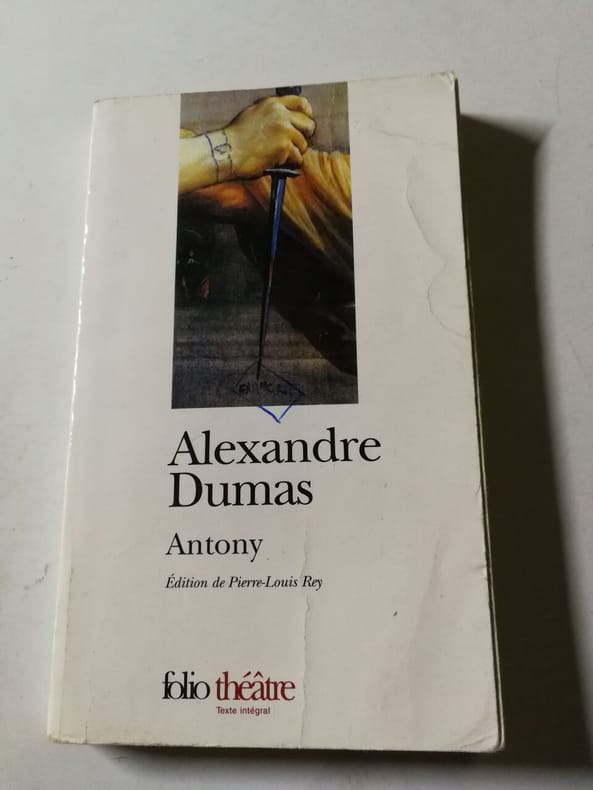 Alexandre
Dumas
Antony
Édition de Pierre-Louis Rey
folio théâtre
Texte intégral